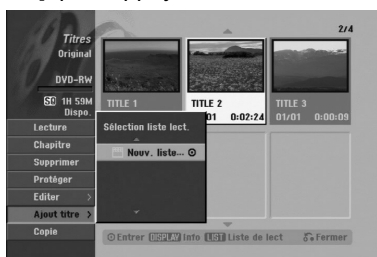 2/4
Titres
Original
DVD-RW
SQ 1H 59M
Dispo.
TITLE 1
TITLE 2
/01 0:02:24
TITLE 3
01/01 0:00:09
Lecture
Chapitre
Supprimer
Protéger
Editer >
Ajout titre >
Copie
Sélection liste lect.
Nouv. liste...
Entrer DISPLAY Info LIST Liste de lect Fermer